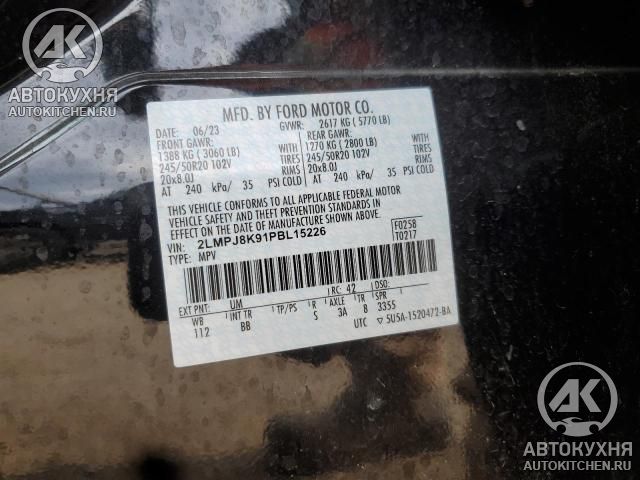 АК
АВТОКУХНЯ
AUTOKITCHEN.RU
MFD. BY FORD MOTOR CO.
DATE: 06/23 GVWR: 2617 KG ( 5770 LB)
FRONT GAWR: REAR GAWR:
1388 KG ( 3060 LB) WITH 1270 KG ( 2800 LB) WITH
245/50R20 102V TIRES 245/50R20 102V TIRES
20x8.0J RIMS 20x8.0J RIMS
AT 240 kPa/ 35 PSI COLD AT 240 kPa/ 35 PSI COLD
THIS VEHICLE CONFORMS TO ALL APPLICABLE FEDERAL MOTOR
VEHICLE SAFETY AND THEFT PREVENTION STANDARDS IN
EFFECT ON THE DATE OF MANUFACTURE SHOWN ABOVE.
VIN: 2LMPJ8K91PBL15226 F0258
TYPE: MPV T0217
EXT PNT: UM RC: 42 DSO:
WB INT TR TP/PS R AXLE TR SPR
112 BB S 3A B 3355
UTC ▽ 5U5A-1520472-BA
АК
АВТОКУХНЯ
AUTOKITCHEN.RU